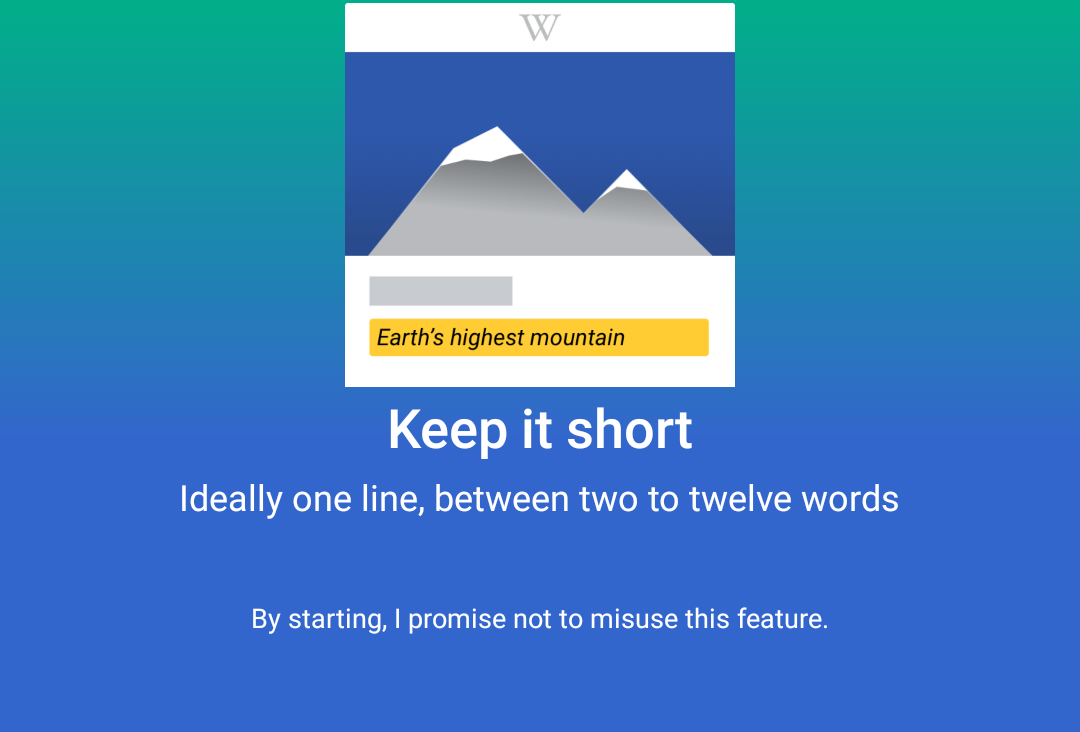 W
Earth’s highest mountain
Keep it short
Ideally one line, between two to twelve words
By starting, I promise not to misuse this feature.